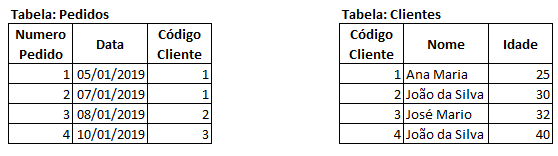 Tabela: Pedidos
Numero Pedido Data Código Cliente
1 05/01/2019 1
2 07/01/2019 1
3 08/01/2019 2
4 10/01/2019 3
Tabela: Clientes
Código Cliente Nome Idade
1 Ana Maria 25
2 João da Silva 30
3 José Mario 32
4 João da Silva 40